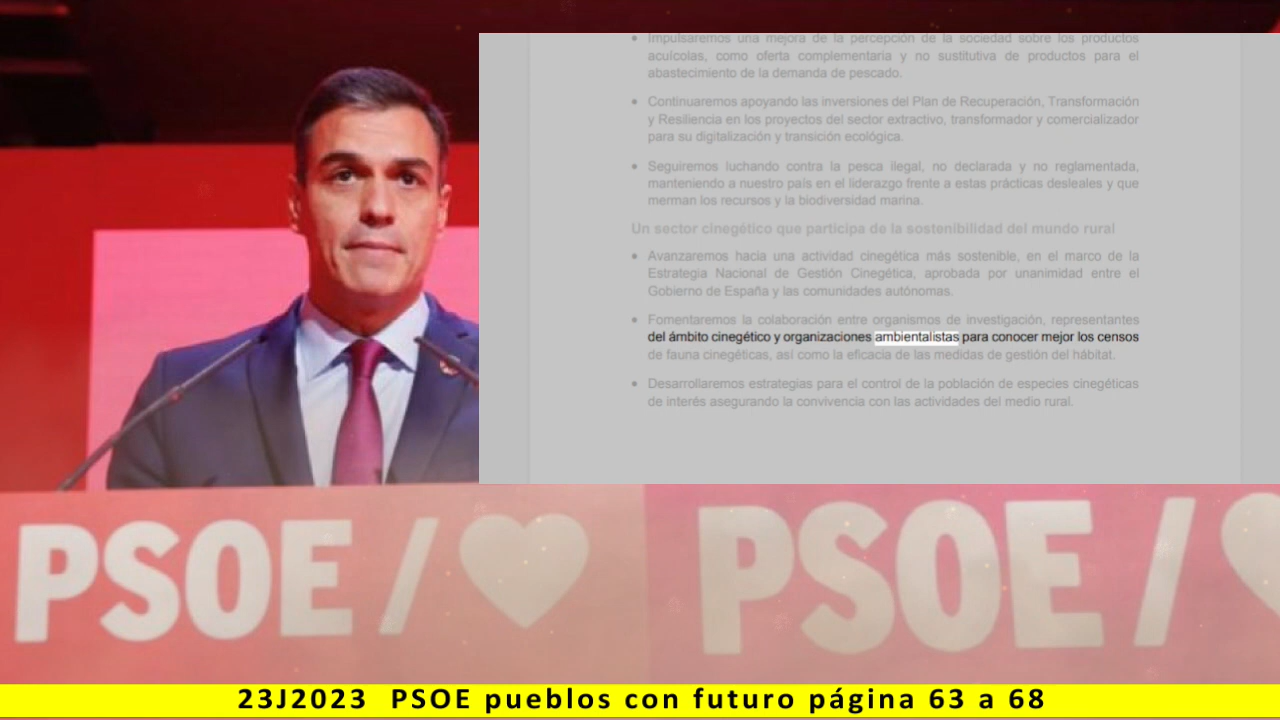 Impulsaremos una mejora de la percepción de la sociedad sobre los productos
acuícolas, como oferta complementaria y no sustitutiva de productos para el
abastecimiento de la demanda de pescado.
Continuaremos apoyando las inversiones del Plan de Recuperación, Transformación
y Resiliencia en los proyectos del sector extractivo, transformador y comercializador
para su digitalización y transición ecológica.
Seguiremos luchando contra la pesca ilegal, no declarada y no reglamentada,
manteniendo a nuestro país en el liderazgo frente a estas prácticas desleales y que
merman los recursos y la biodiversidad marina.
Un sector cinegético que participa de la sostenibilidad del mundo rural
Avanzaremos hacia una actividad cinegética más sostenible, en el marco de la
Estrategia Nacional de Gestión Cinegética, aprobada por unanimidad entre el
Gobierno de España y las comunidades autónomas.
Fomentaremos la colaboración entre organismos de investigación, representantes
del ámbito cinegético y organizaciones ambientalistas para conocer mejor los censos
de fauna cinegéticas, así como la eficacia de las medidas de gestión del hábitat.
Desarrollaremos estrategias para el control de la población de especies cinegéticas
de interés asegurando la convivencia con las actividades del medio rural.
PSOE / PSOE /
23J2023 PSOE pueblos con futuro página 63 a 68